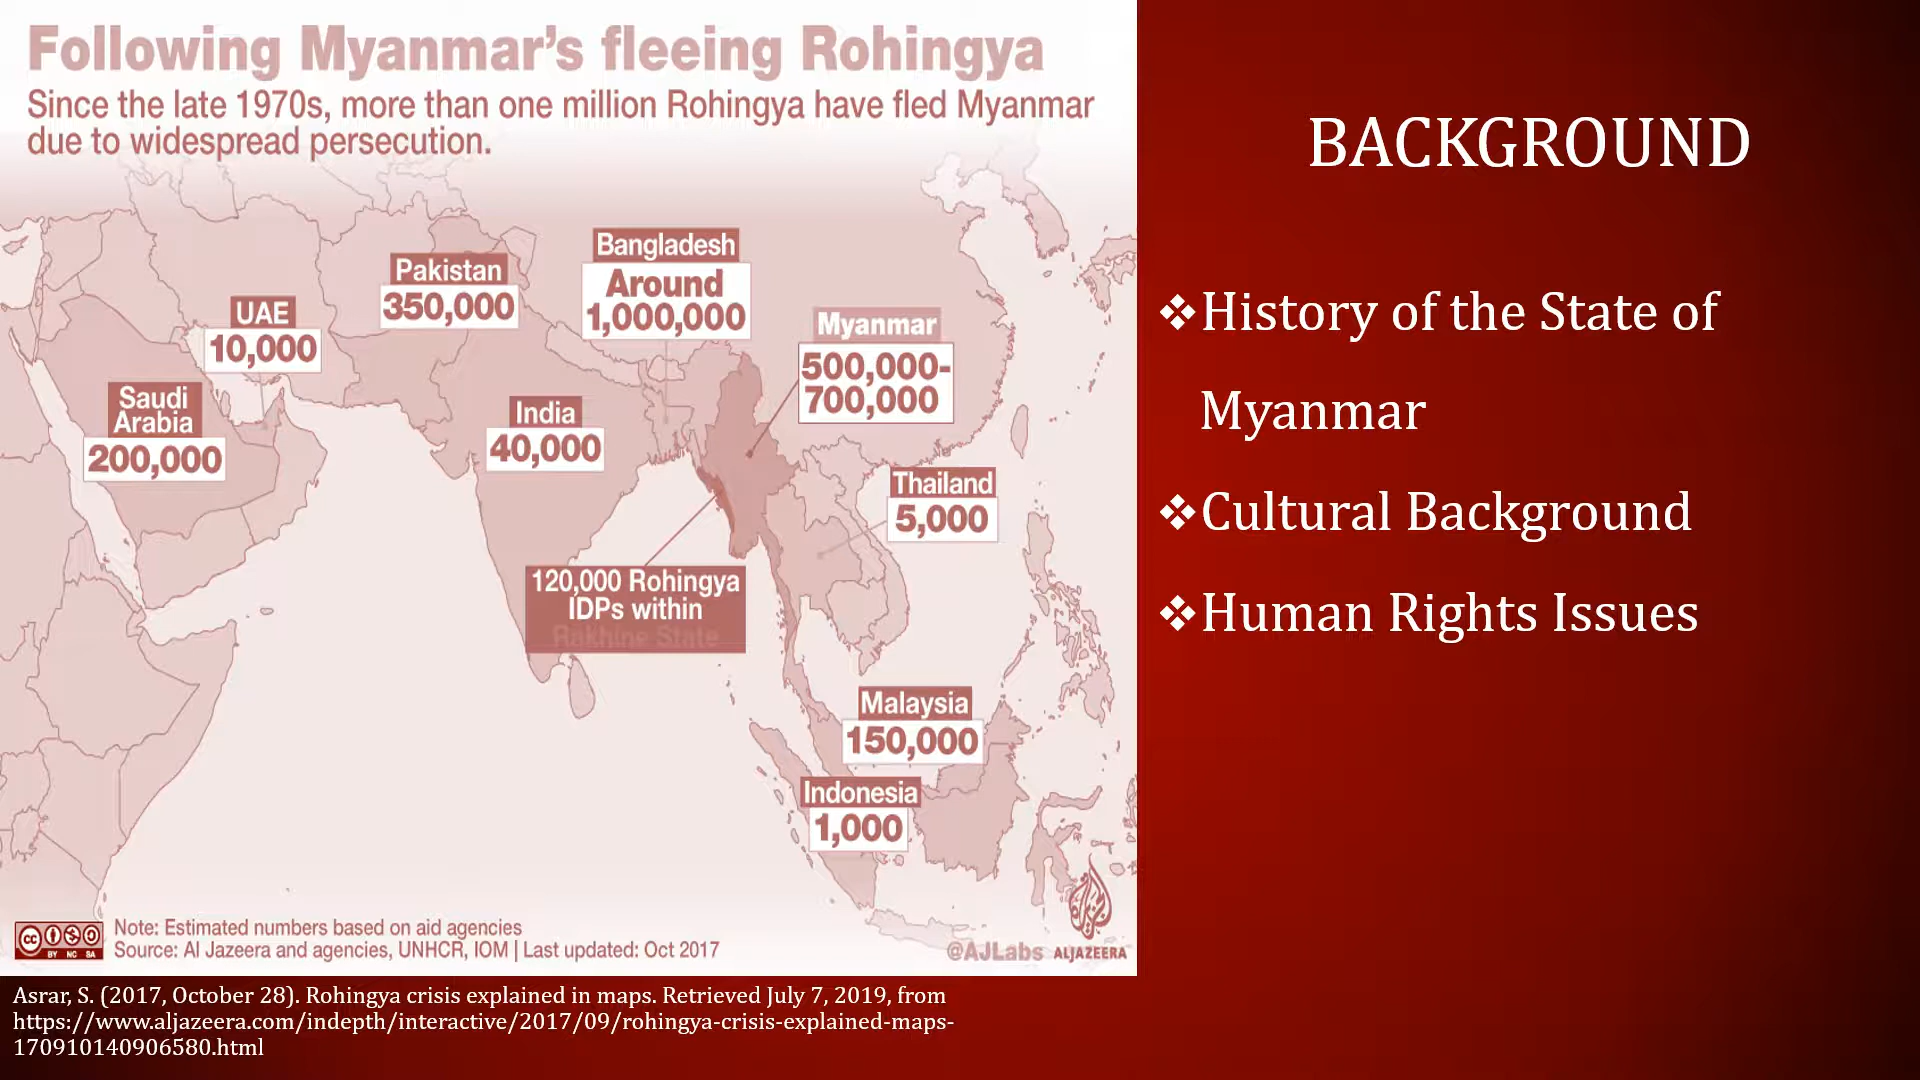 Following Myanmar's fleeing Rohingya
Since the late 1970s, more than one million Rohingya have fled Myanmar
due to widespread persecution.
Bangladesh
Around
1,000,000
Pakistan
350,000
UAE
10,000
Myanmar
500,000-
700,000
Saudi
Arabia
200,000
India
40,000
Thailand
5,000
120,000 Rohingya
IDPs within
Rakhine State
Malaysia
150,000
Indonesia
1,000
cc
BY NC SA
Note: Estimated numbers based on aid agencies
Source: Al Jazeera and agencies, UNHCR, IOM | Last updated: Oct 2017
@AJLabs
ALJAZEERA
Asrar, S. (2017, October 28). Rohingya crisis explained in maps. Retrieved July 7, 2019, from
https://www.aljazeera.com/indepth/interactive/2017/09/rohingya-crisis-explained-maps-
170910140906580.html
BACKGROUND
❖History of the State of
Myanmar
❖Cultural Background
❖Human Rights Issues